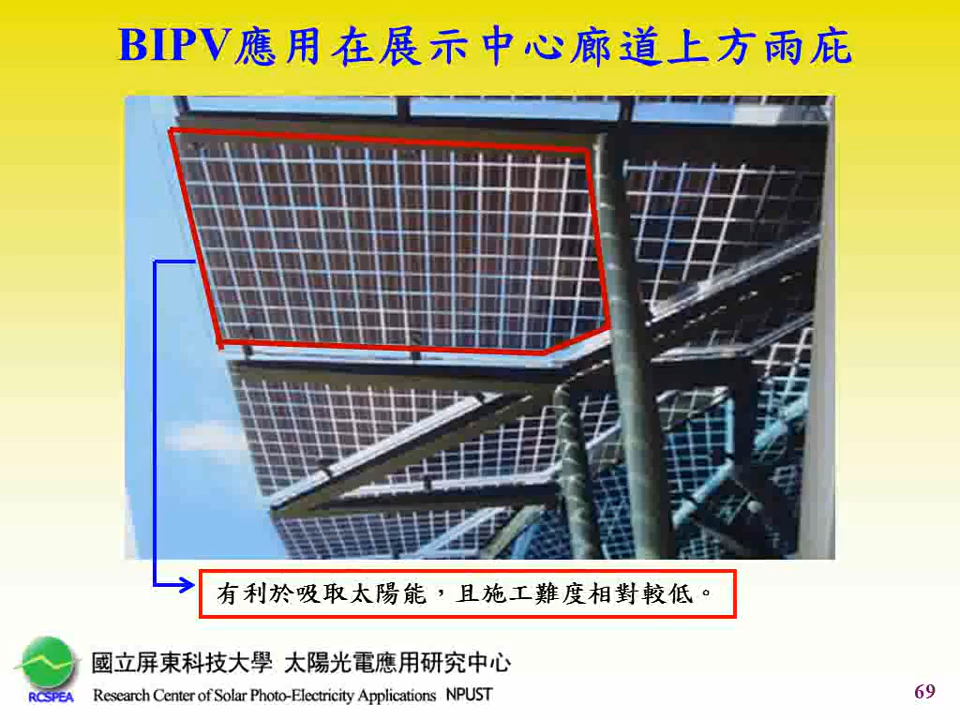 BIPV應用在展示中心廊道上方雨庇
有利於吸取太陽能，且施工難度相對較低。
國立屏東科技大學 太陽光電應用研究中心
RCSPEA
Research Center of Solar Photo-Electricity Applications NPUST
69